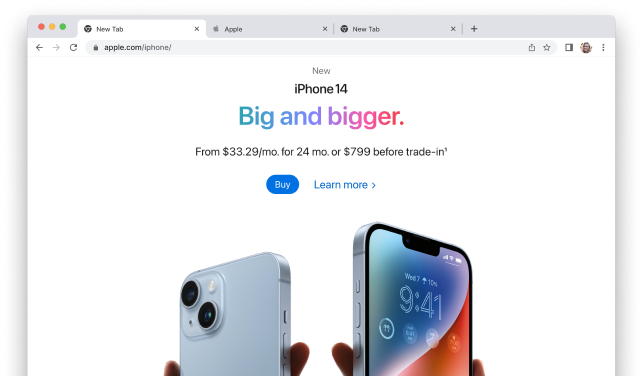 New Tab
Apple
New Tab
apple.com/iphone/
New
iPhone 14
Big and bigger.
From $33.29/mo. for 24 mo. or $799 before trade-in¹
Buy
Learn more >
Wed 7 10%
9:41